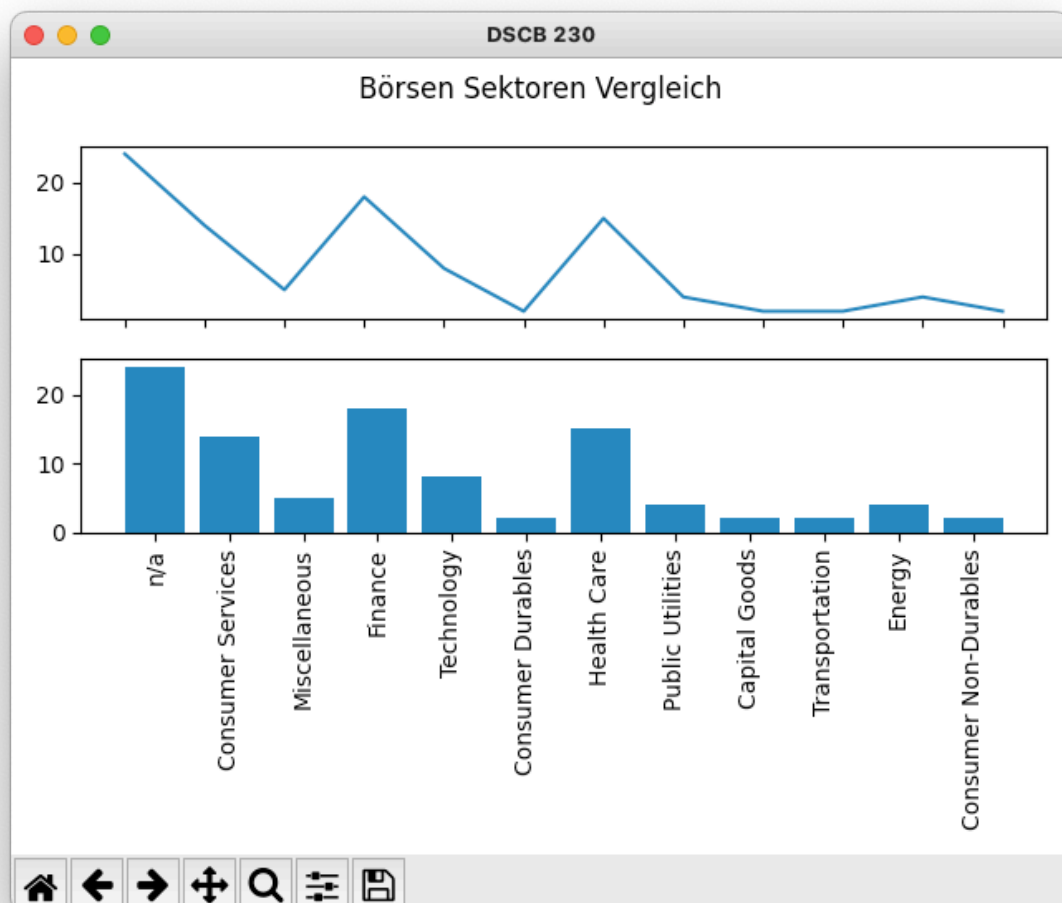 DSCB 230
Börsen Sektoren Vergleich
20
10
20
10
0
n/a
Consumer Services
Miscellaneous
Finance
Technology
Consumer Durables
Health Care
Public Utilities
Capital Goods
Transportation
Energy
Consumer Non-Durables